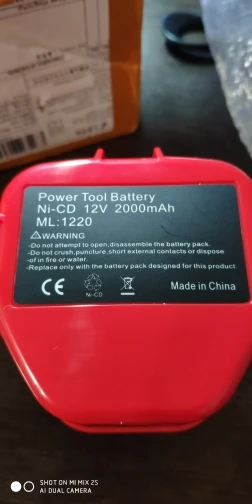 Power Tool Battery
Ni-CD 12V 2000mAh
ML:1220
⚠WARNING
-Do not attempt to open,disassemble the battery pack.
-Do not crush,puncture,short external contacts or dispose
-of in fire or water.
-Replace only with the battery pack designed for this product
CE Ni-CD Made in China
SHOT ON MI MIX 2S
AI DUAL CAMERA